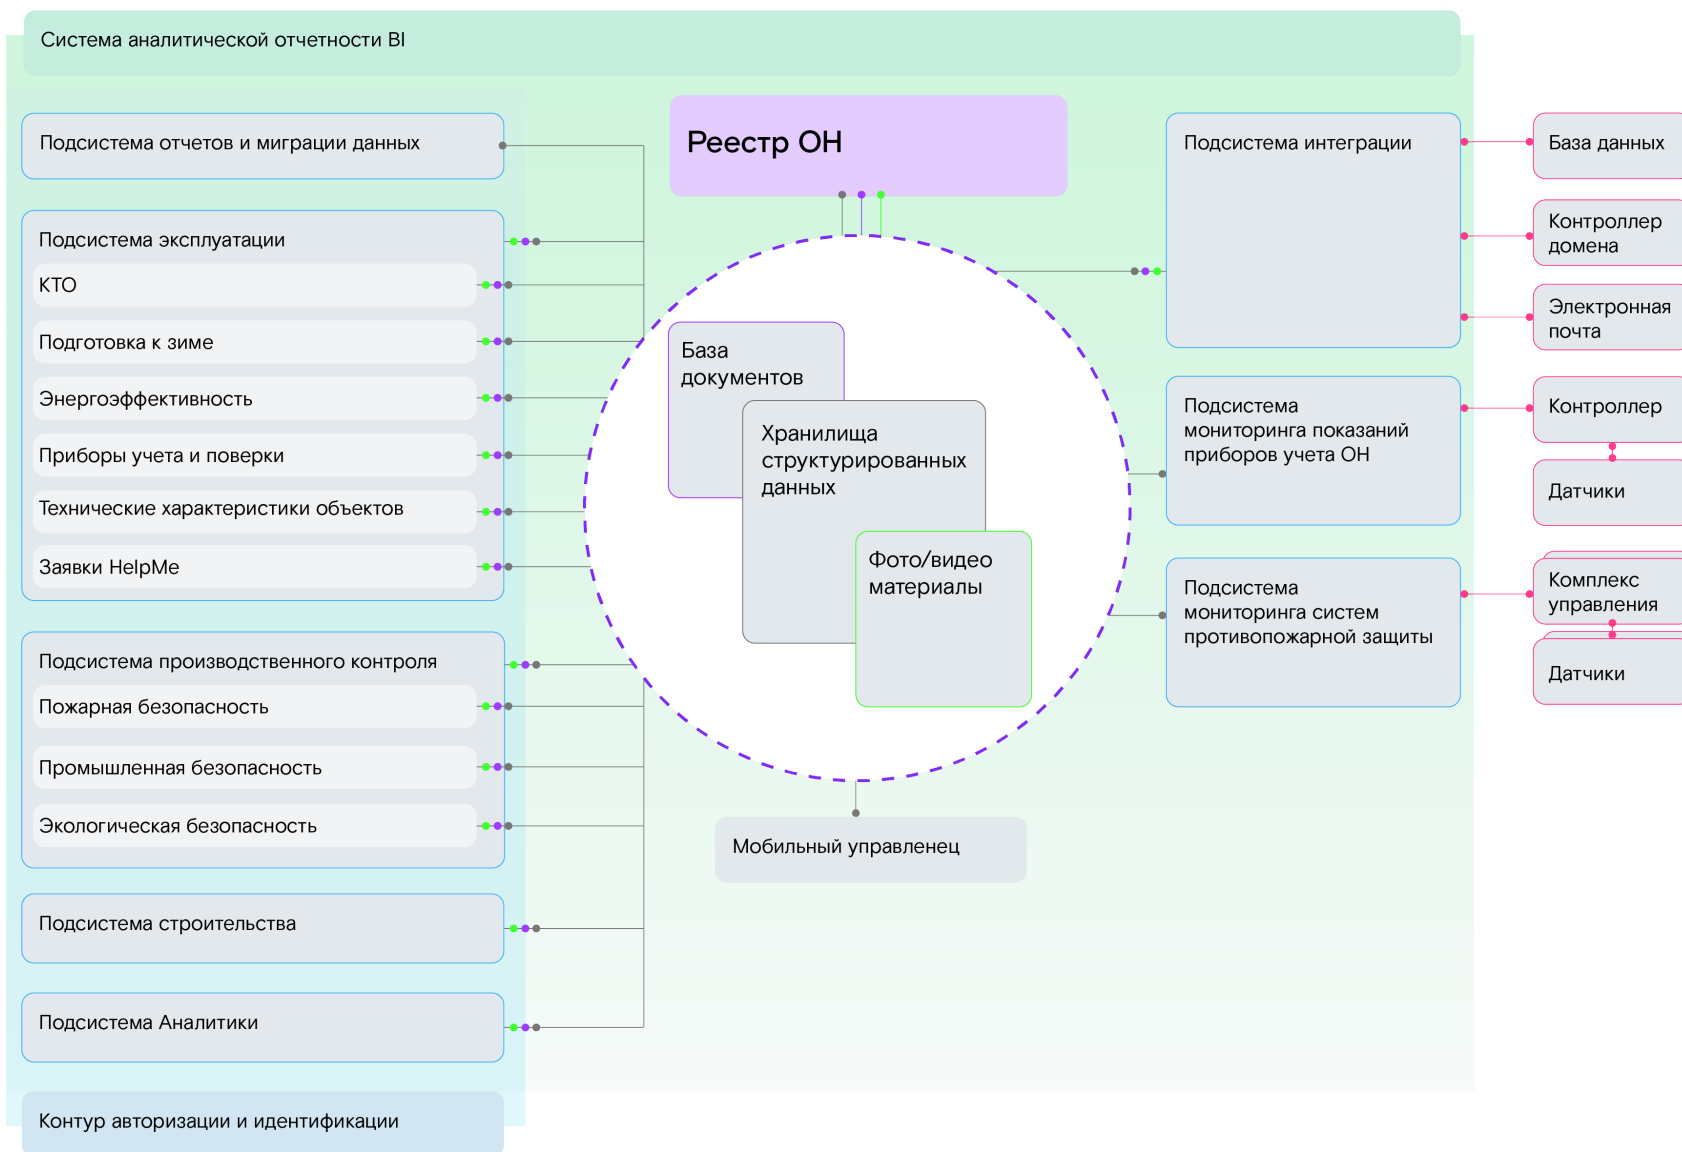 Система аналитической отчетности BI
Подсистема отчетов и миграции данных
Подсистема эксплуатации
КТО
Подготовка к зиме
Энергоэффективность
Приборы учета и поверки
Технические характеристики объектов
Заявки HelpMe
Подсистема производственного контроля
Пожарная безопасность
Промышленная безопасность
Экологическая безопасность
Подсистема строительства
Подсистема Аналитики
Контур авторизации и идентификации
Реестр ОН
База
документов
Хранилища
структурированных
данных
Фото/видео
материалы
Мобильный управленец
Подсистема интеграции
Подсистема
мониторинга показаний
приборов учета ОН
Подсистема
мониторинга систем
противопожарной защиты
База данных
Контроллер
домена
Электронная
почта
Контроллер
Датчики
Комплекс
управления
Датчики